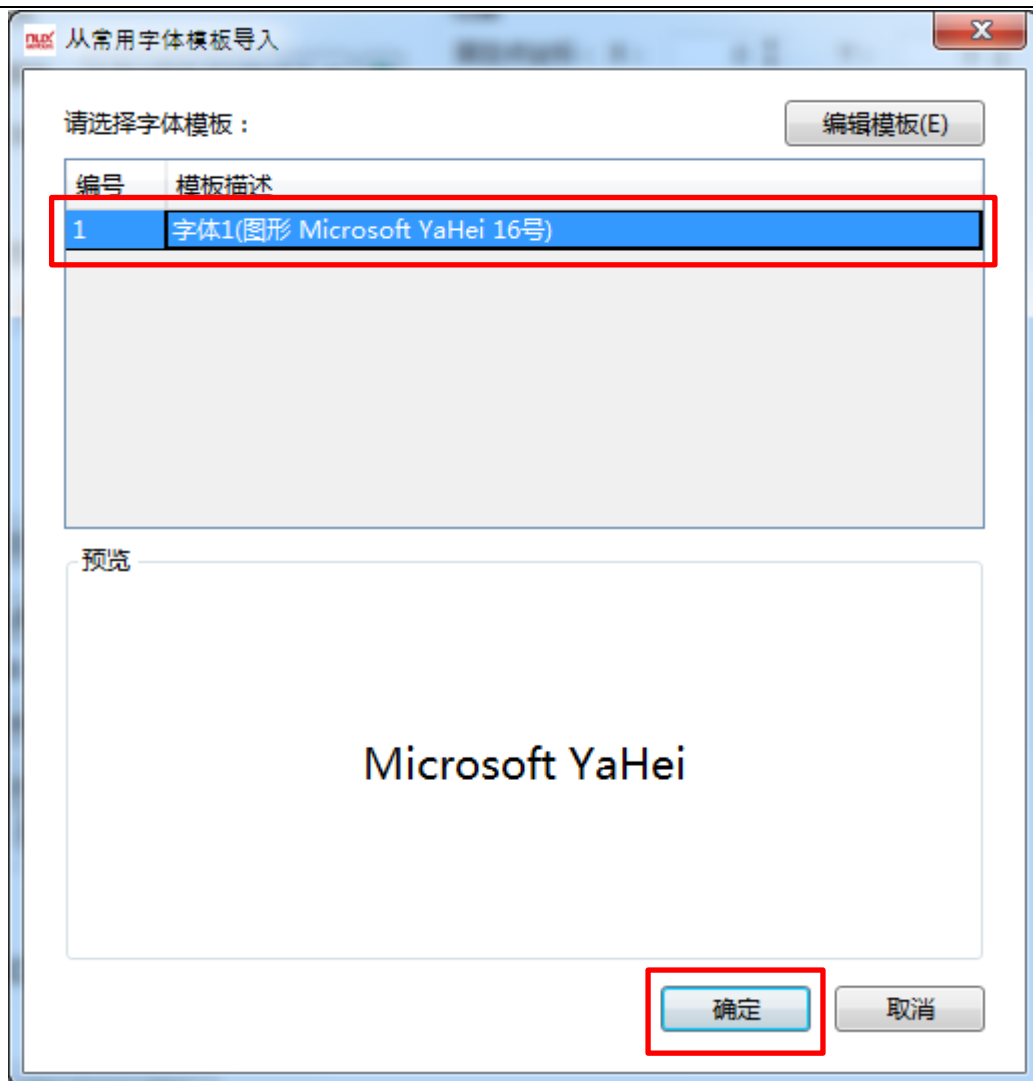 从常用字体模板导入
请选择字体模板：
编辑模板(E)
编号 模板描述
1 字体1(图形 Microsoft YaHei 16号)
预览
Microsoft YaHei
确定 取消